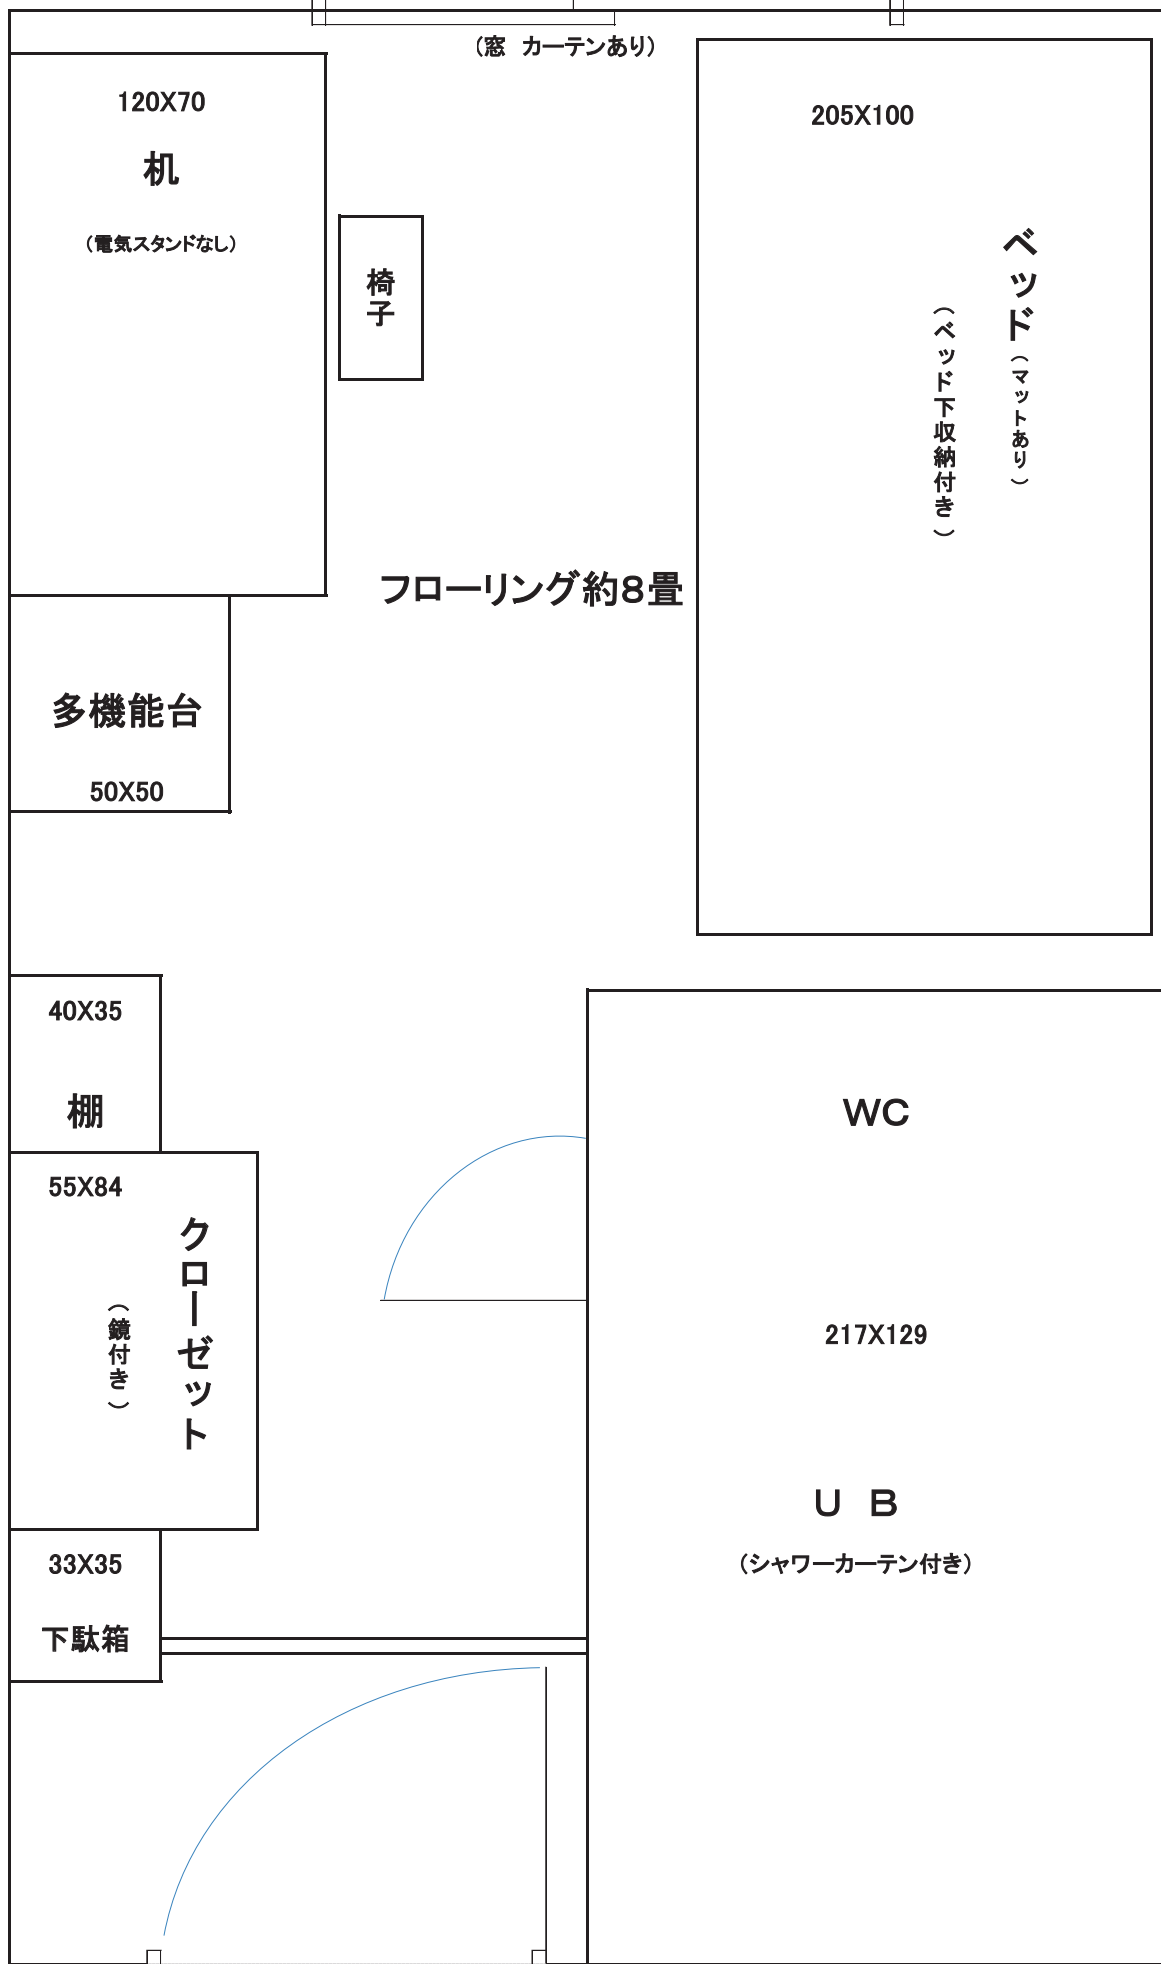 (窓 カーテンあり)
120X70
机
(電気スタンドなし)
椅子
205X100
ベッド(マットあり)
(ベッド下収納付き)
フローリング約8畳
多機能台
50X50
40X35
棚
55X84
クローゼット
(鏡付き)
33X35
下駄箱
WC
217X129
U B
(シャワーカーテン付き)